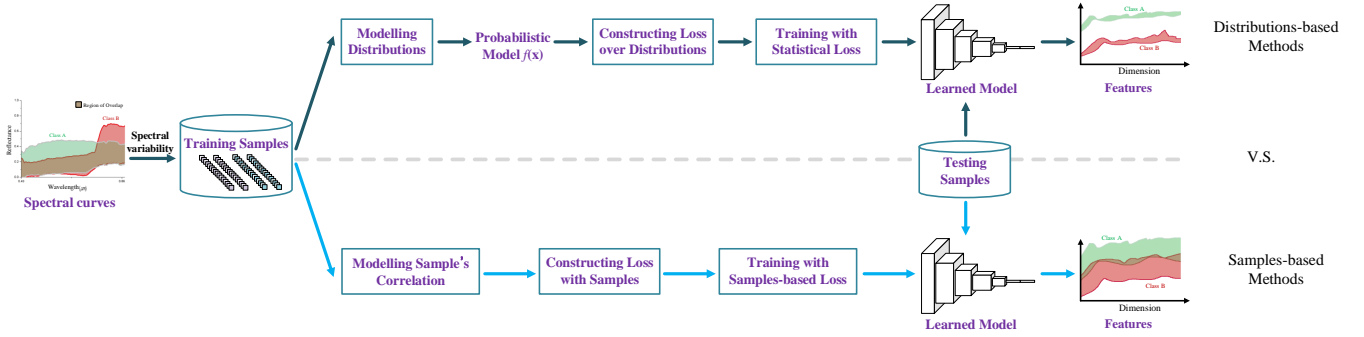 Modelling
Distributions
Probabilistic
Model f(x)
Constructing Loss
over Distributions
Training with
Statistical Loss
Learned Model
Class A
Class B
Dimension
Features
Distributions-based
Methods
Region of Overlap
Class B
Class A
Reflectance
Wavelength
Spectral curves
Spectral
variability
Training Samples
Testing
Samples
V.S.
Modelling Sample's
Correlation
Constructing Loss
with Samples
Training with
Samples-based Loss
Learned Model
Class A
Class B
Dimension
Features
Samples-based
Methods